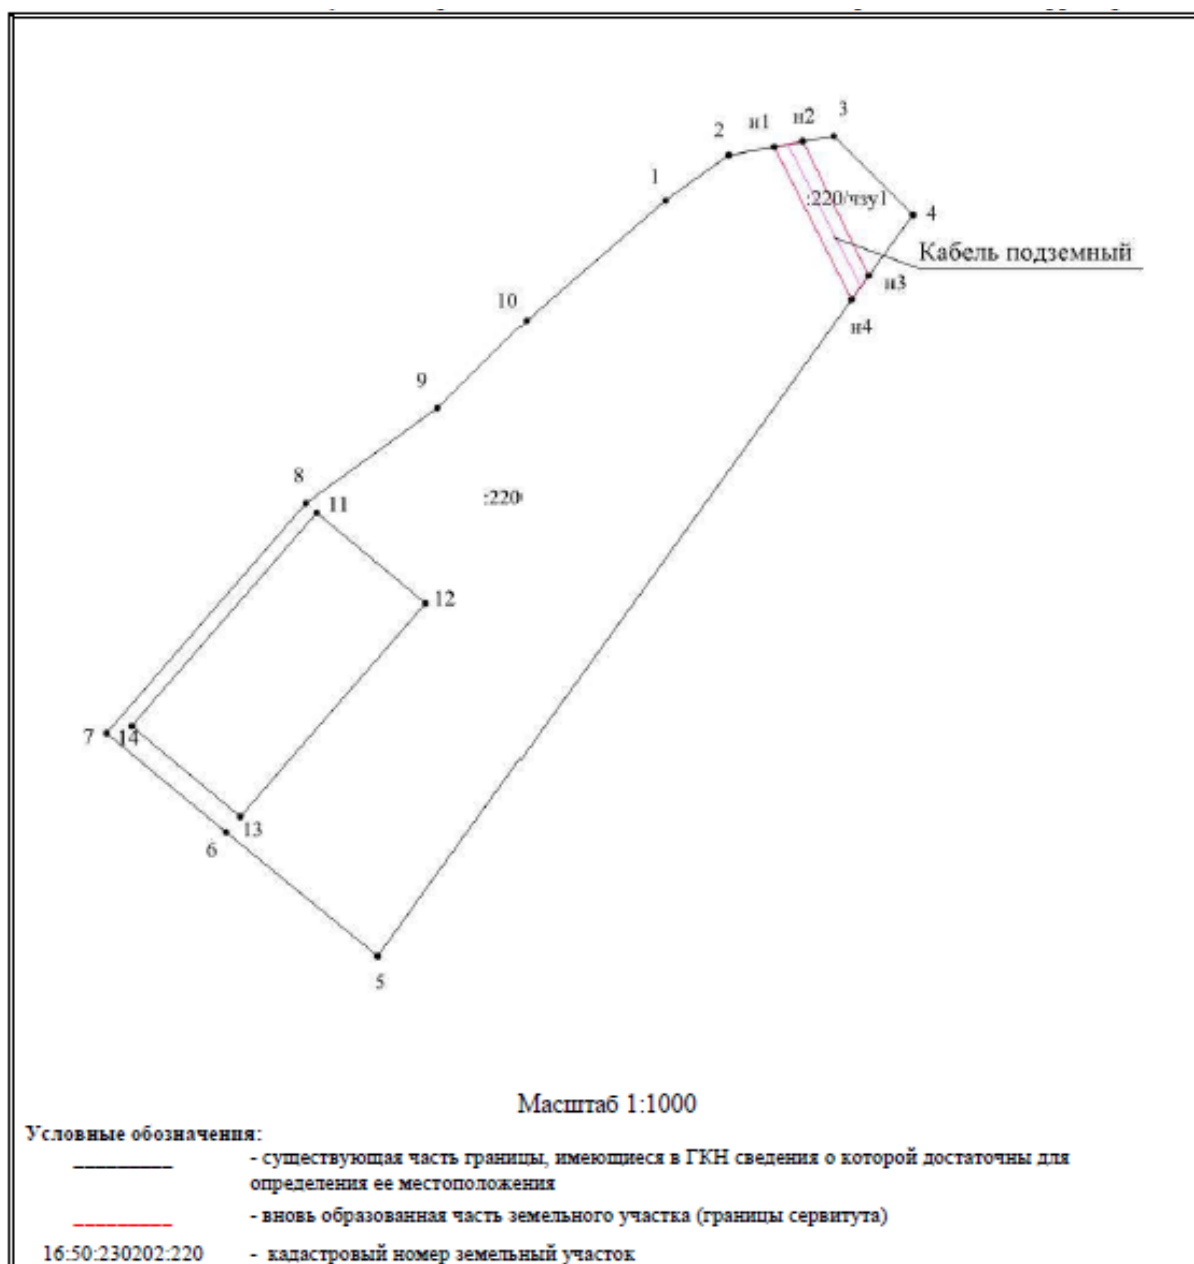 3
н2
н1
2
1
:220/чзу1
4
Кабель подземный
н3
10
н4
9
8
11
:220
12
7
14
13
6
5
Масштаб 1:1000
Условные обозначения:
- существующая часть границы, имеющиеся в ГКН сведения о которой достаточны для
определения ее местоположения
- вновь образованная часть земельного участка (границы сервитута)
16:50:230202:220 - кадастровый номер земельный участок